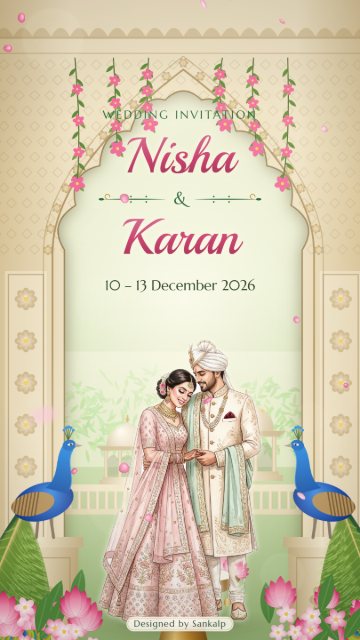 WEDDING INVITATION
Nisha
&
Karan
10 – 13 December 2026
Designed by Sankalp